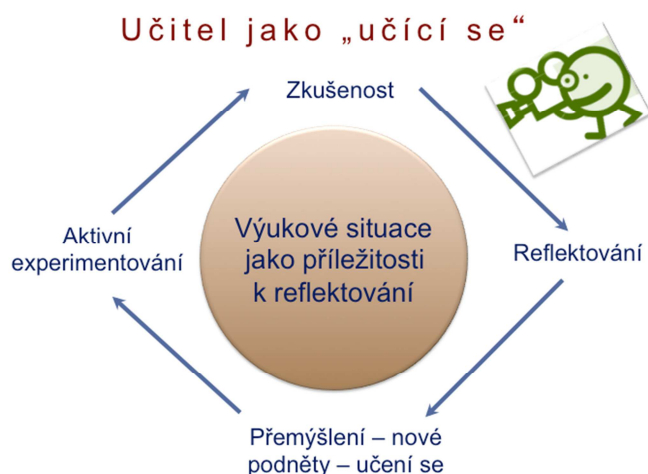 Učitel jako „učící se“
Zkušenost
Aktivní
experimentování
Výukové situace
jako příležitosti
k reflektování
Reflektování
Přemýšlení – nové
podněty – učení se